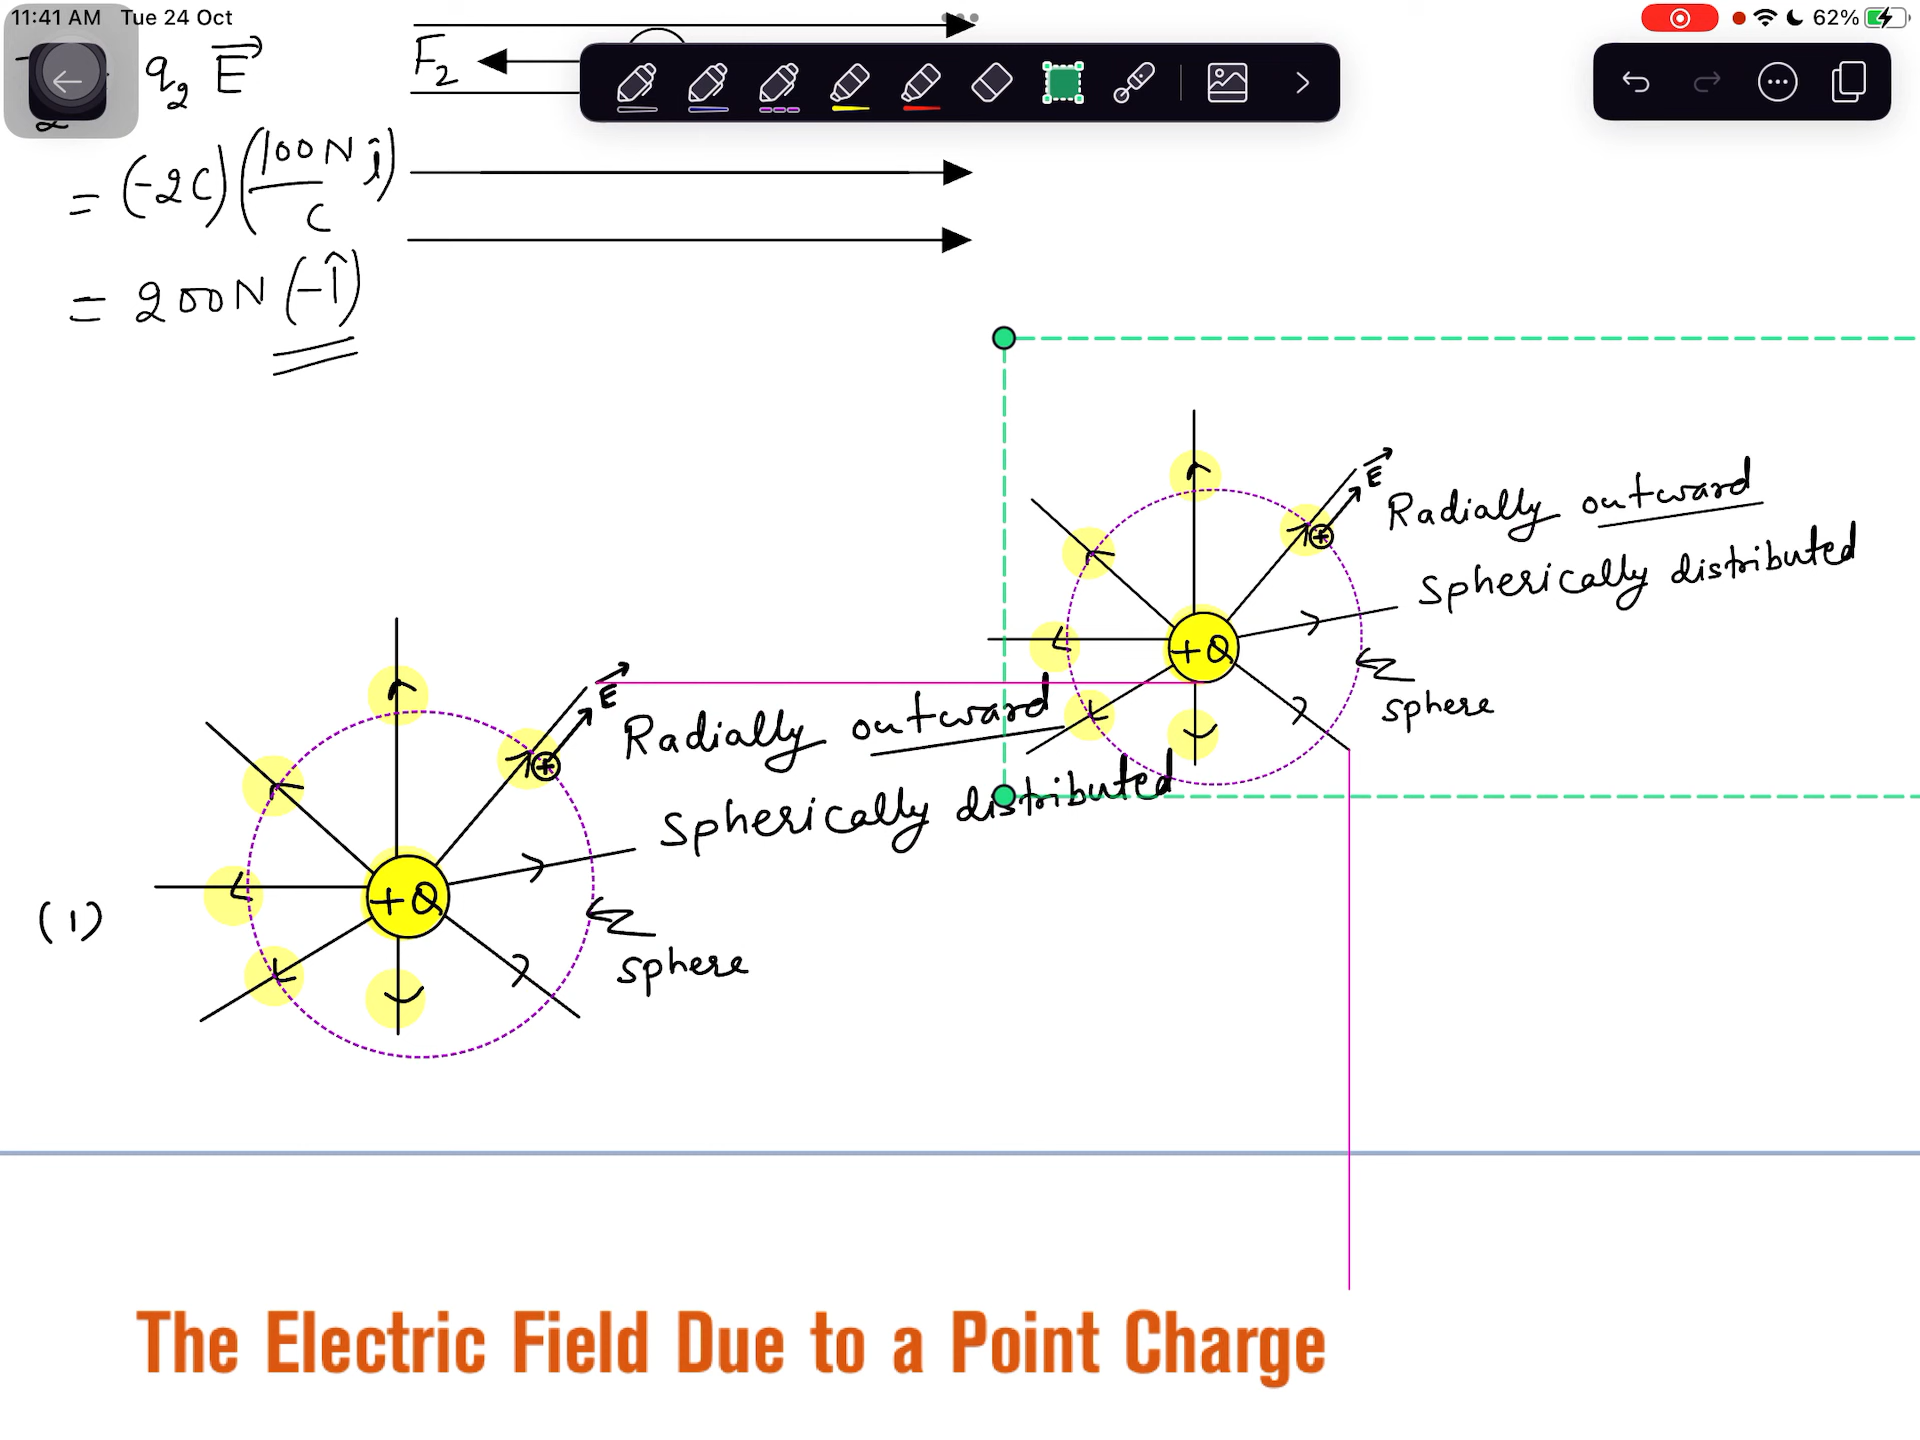 11:41 AM Tue 24 Oct
62%
q₂ E⃗
2
= (-2C) (100N/C î)
= 200N (-î)
F₂
E⃗
Radially outward
Spherically distributed
+Q
sphere
E⃗
Radially outward
Spherically distributed
+Q
(1)
sphere
The Electric Field Due to a Point Charge